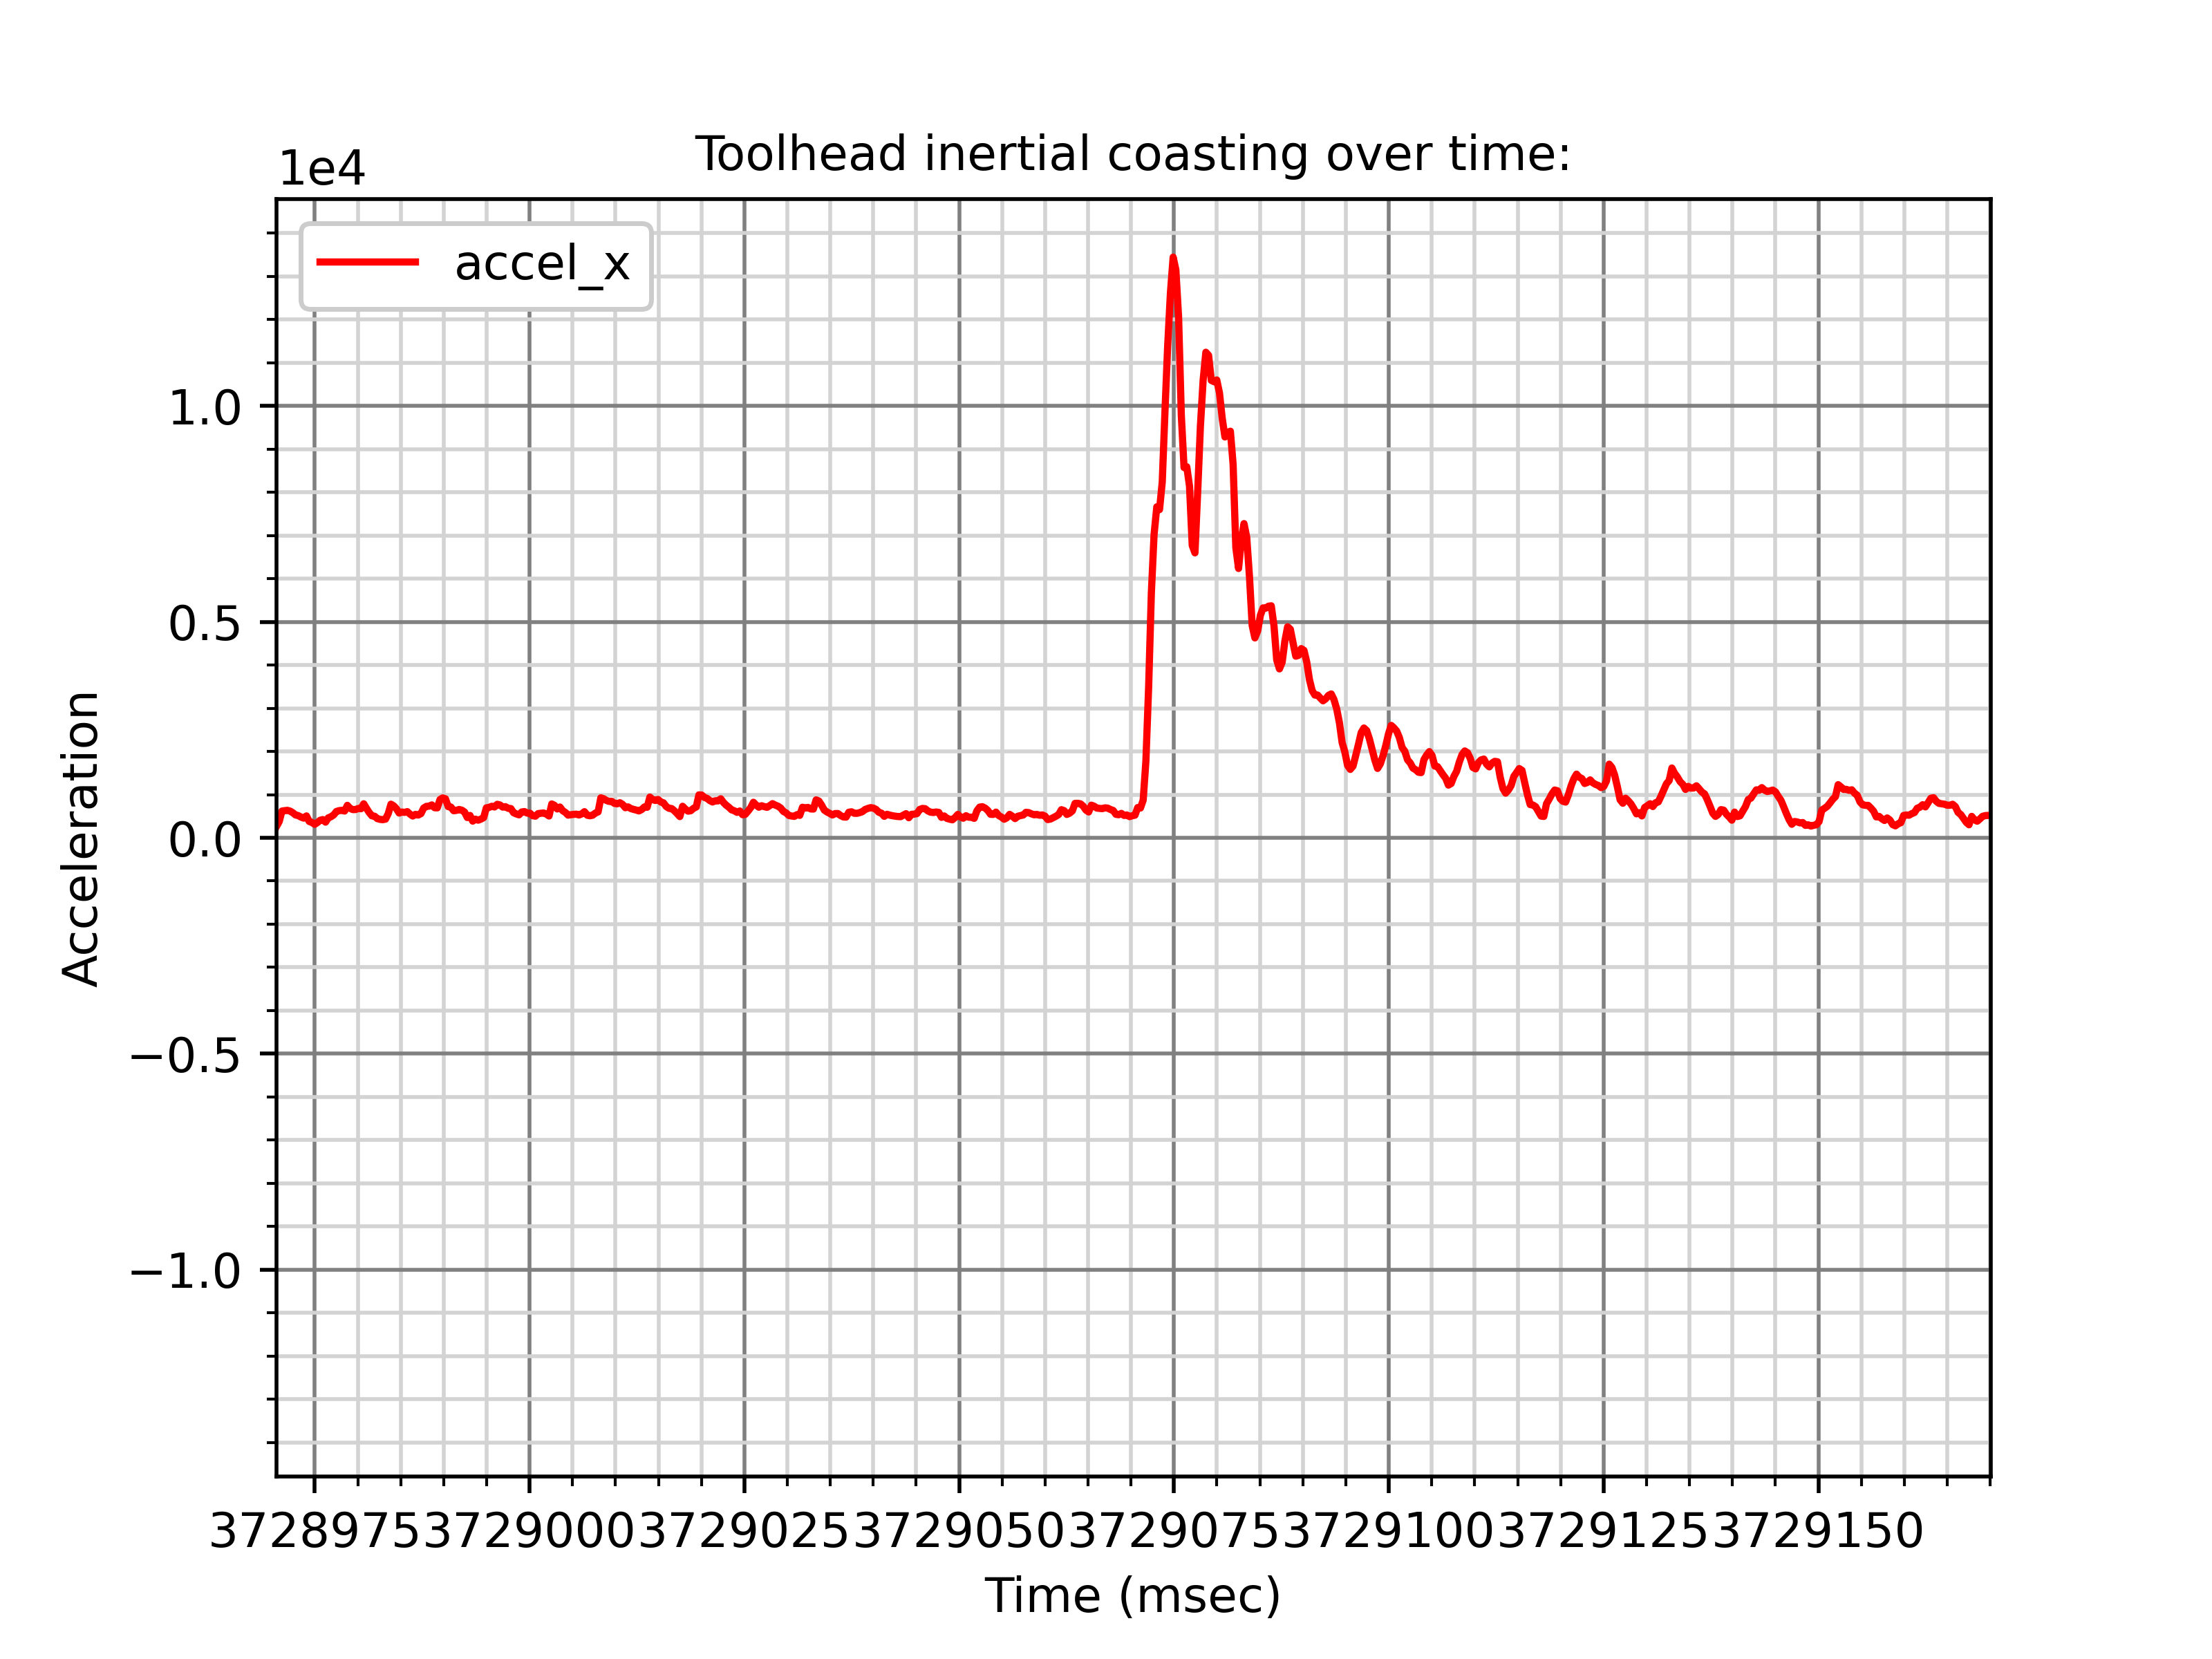 Toolhead inertial coasting over time:
1e4
accel_x
1.0
0.5
0.0
−0.5
−1.0
Acceleration
3728975 3729000 3729025 3729050 3729075 3729100 3729125 3729150
Time (msec)